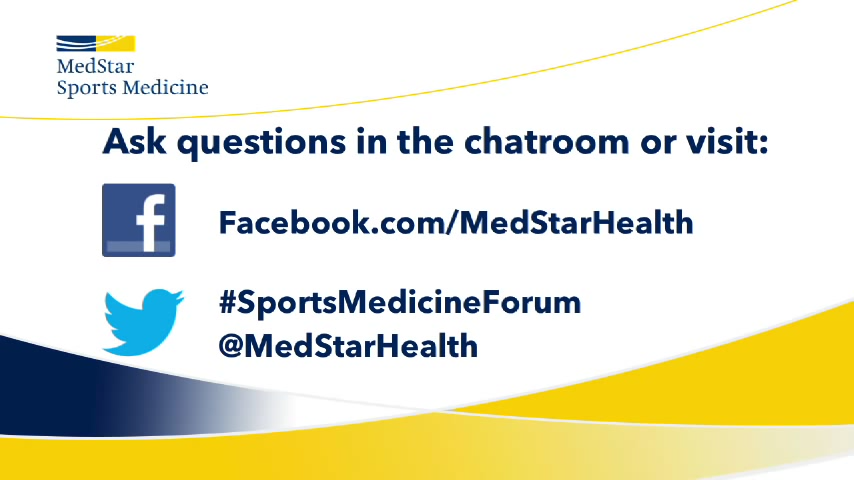 MedStar
Sports Medicine
Ask questions in the chatroom or visit:
Facebook.com/MedStarHealth
#SportsMedicineForum
@MedStarHealth